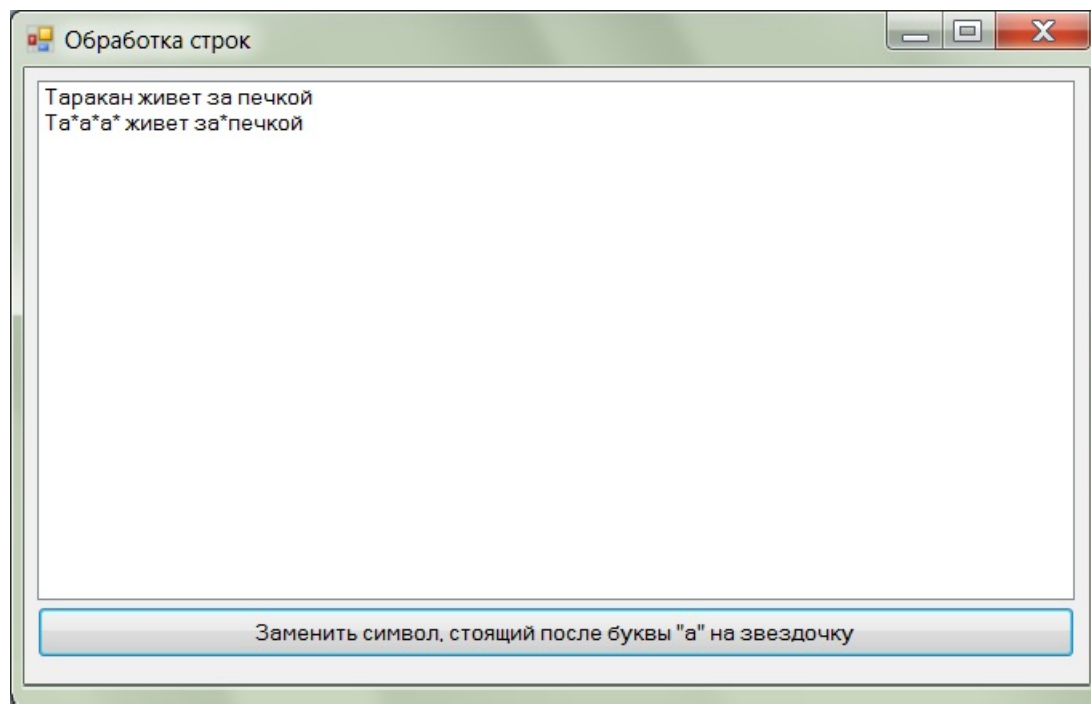 Обработка строк
Таракан живет за печкой
Та*а*а* живет за*печкой
Заменить символ, стоящий после буквы "а" на звездочку